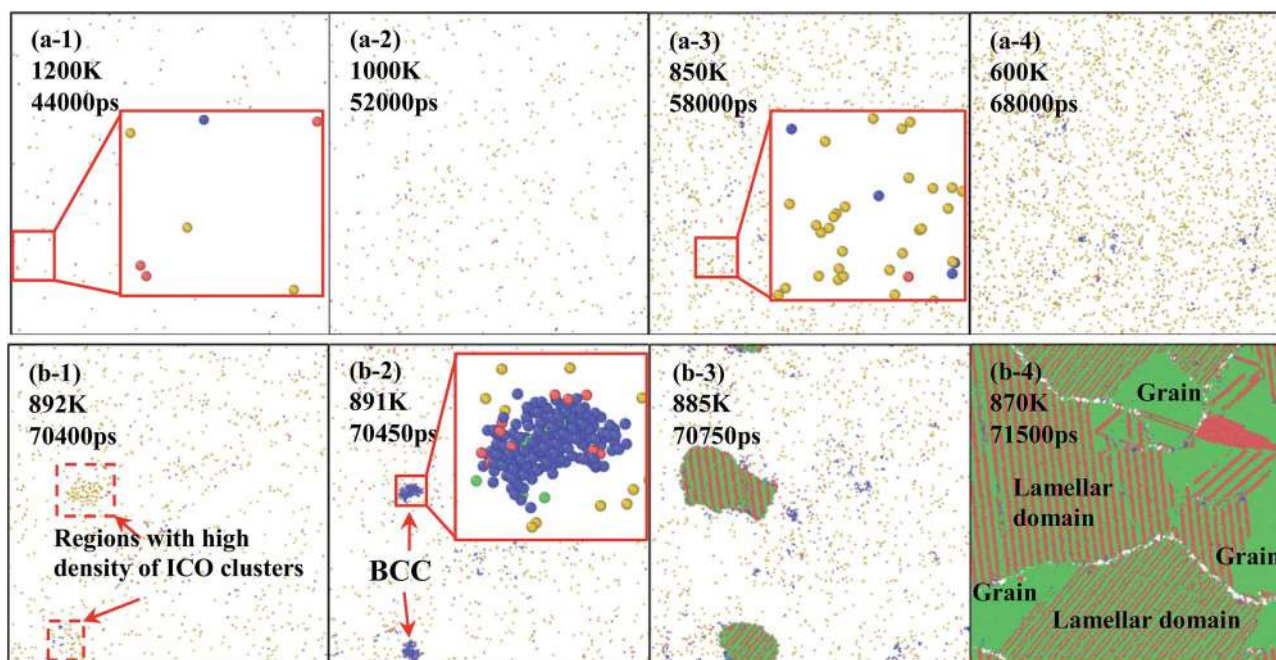 (a-1)
1200K
44000ps
(a-2)
1000K
52000ps
(a-3)
850K
58000ps
(a-4)
600K
68000ps
(b-1)
892K
70400ps
Regions with high
density of ICO clusters
(b-2)
891K
70450ps
BCC
(b-3)
885K
70750ps
(b-4)
870K
71500ps
Grain
Lamellar
domain
Grain
Grain
Lamellar domain